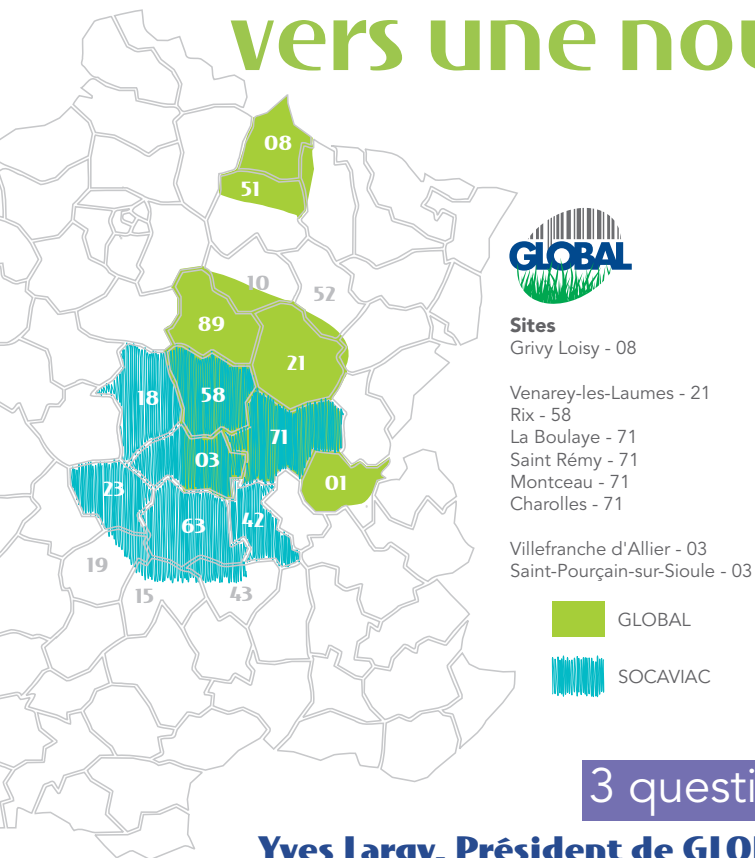 vers une nou
08
51
10
52
89
21
18
58
71
03
01
23
63
42
19
15
43
GLOBAL
Sites
Grivy Loisy - 08
Venarey-les-Laumes - 21
Rix - 58
La Boulaye - 71
Saint Rémy - 71
Montceau - 71
Charolles - 71
Villefranche d'Allier - 03
Saint-Pourçain-sur-Sioule - 03
GLOBAL
SOCAVIAC
3 questi
Yves Largy, Président de GLO